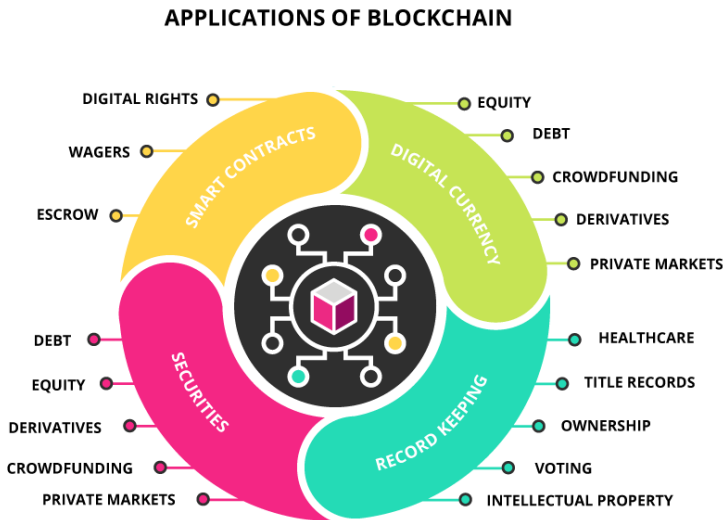 APPLICATIONS OF BLOCKCHAIN
SMART CONTRACTS
DIGITAL RIGHTS
WAGERS
ESCROW
DIGITAL CURRENCY
EQUITY
DEBT
CROWDFUNDING
DERIVATIVES
PRIVATE MARKETS
SECURITIES
DEBT
EQUITY
DERIVATIVES
CROWDFUNDING
PRIVATE MARKETS
RECORD KEEPING
HEALTHCARE
TITLE RECORDS
OWNERSHIP
VOTING
INTELLECTUAL PROPERTY